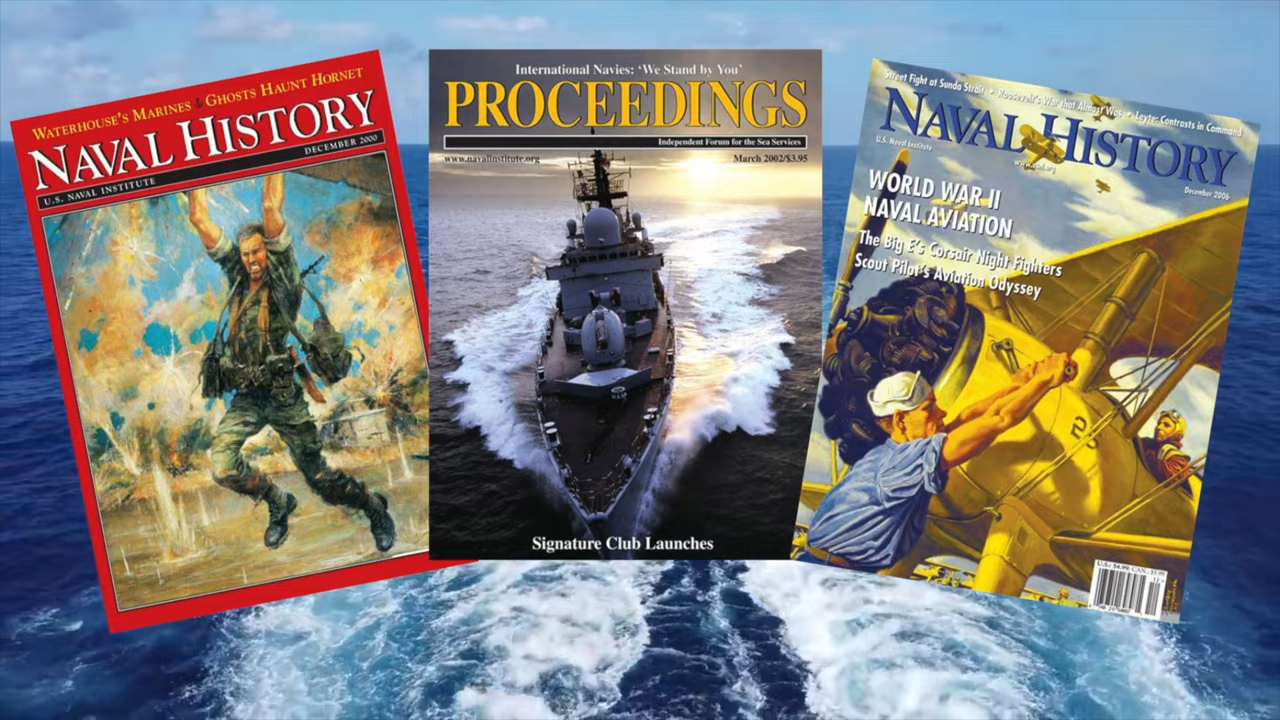 WATERHOUSE'S MARINES & GHOSTS HAUNT HORNET
NAVAL HISTORY
U.S. NAVAL INSTITUTE
DECEMBER 2000
International Navies: ‘We Stand by You’
PROCEEDINGS
Independent Forum for the Sea Services
www.navalinstitute.org
March 2002/$3.95
Signature Club Launches
Street Fight at Sunda Strait • Roosevelt's War that Almost Was • Leyte: Contrasts in Command
NAVAL HISTORY
U.S. Naval Institute
December 2006
WORLD WAR II
NAVAL AVIATION
The Big E's Corsair Night Fighters
Scout Pilot's Aviation Odyssey
2